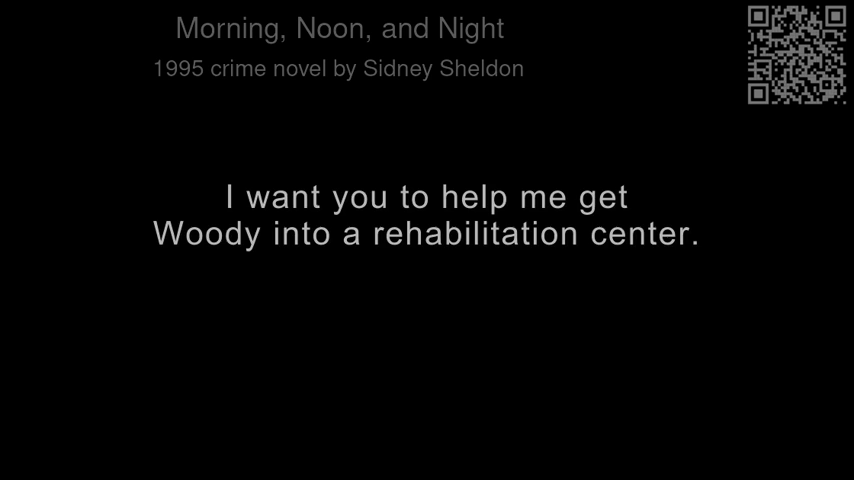 Morning, Noon, and Night
1995 crime novel by Sidney Sheldon
I want you to help me get
Woody into a rehabilitation center.